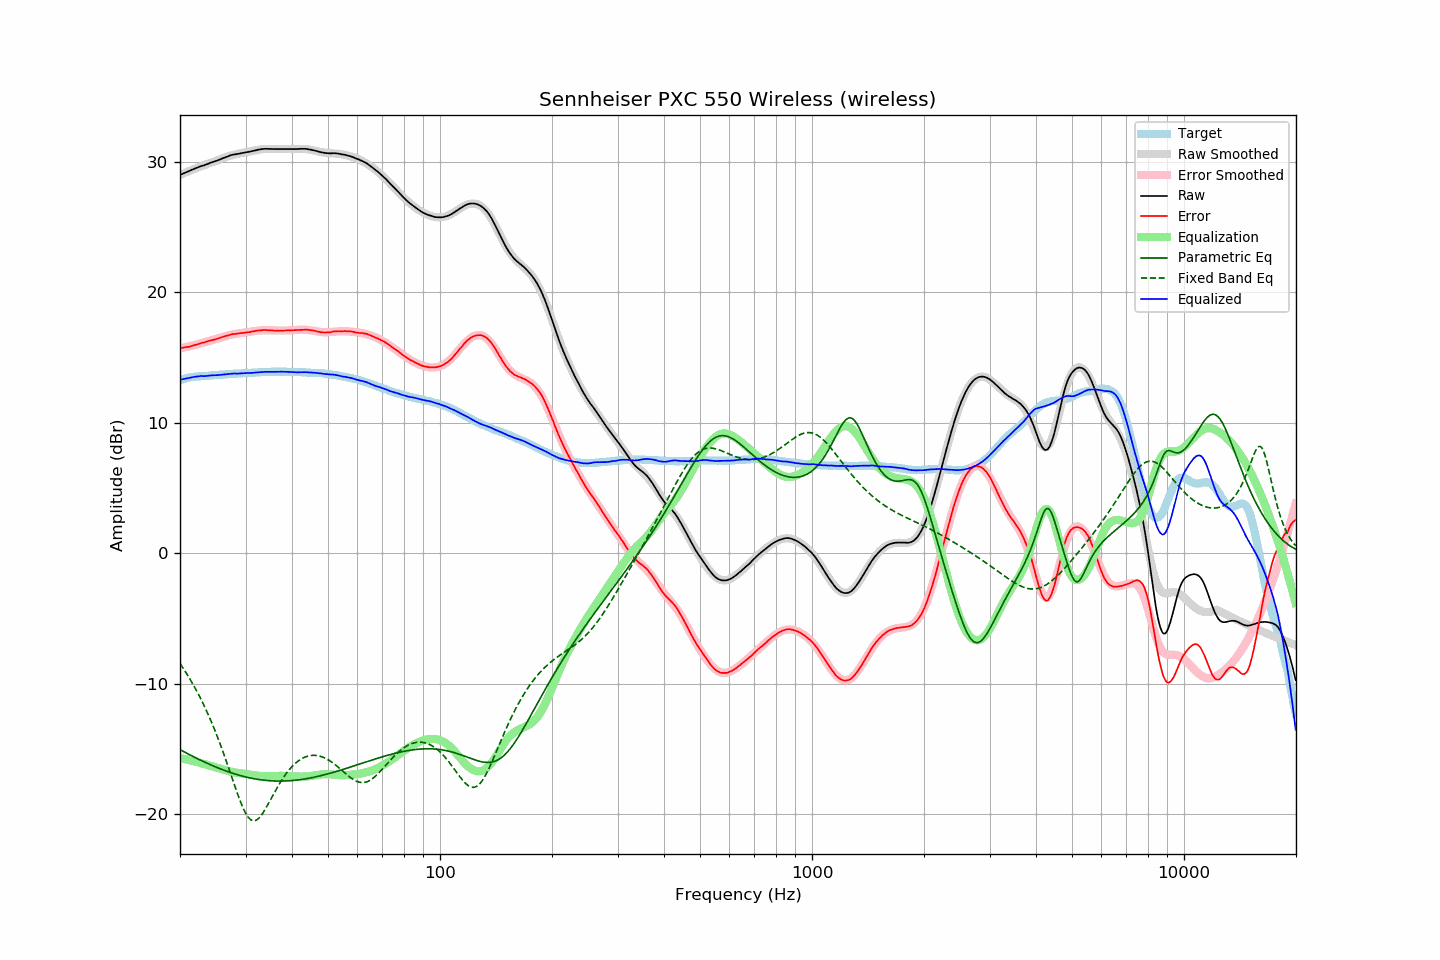 Sennheiser PXC 550 Wireless (wireless)
Target
Raw Smoothed
Error Smoothed
Raw
Error
Equalization
Parametric Eq
Fixed Band Eq
Equalized
Amplitude (dBr)
30
20
10
0
−10
−20
100 1000 10000
Frequency (Hz)